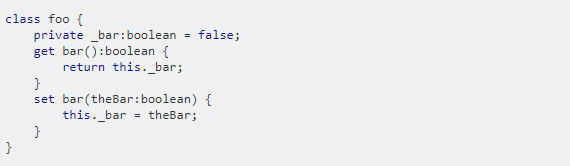 class foo {
    private _bar:boolean = false;
    get bar():boolean {
        return this._bar;
    }
    set bar(theBar:boolean) {
        this._bar = theBar;
    }
}